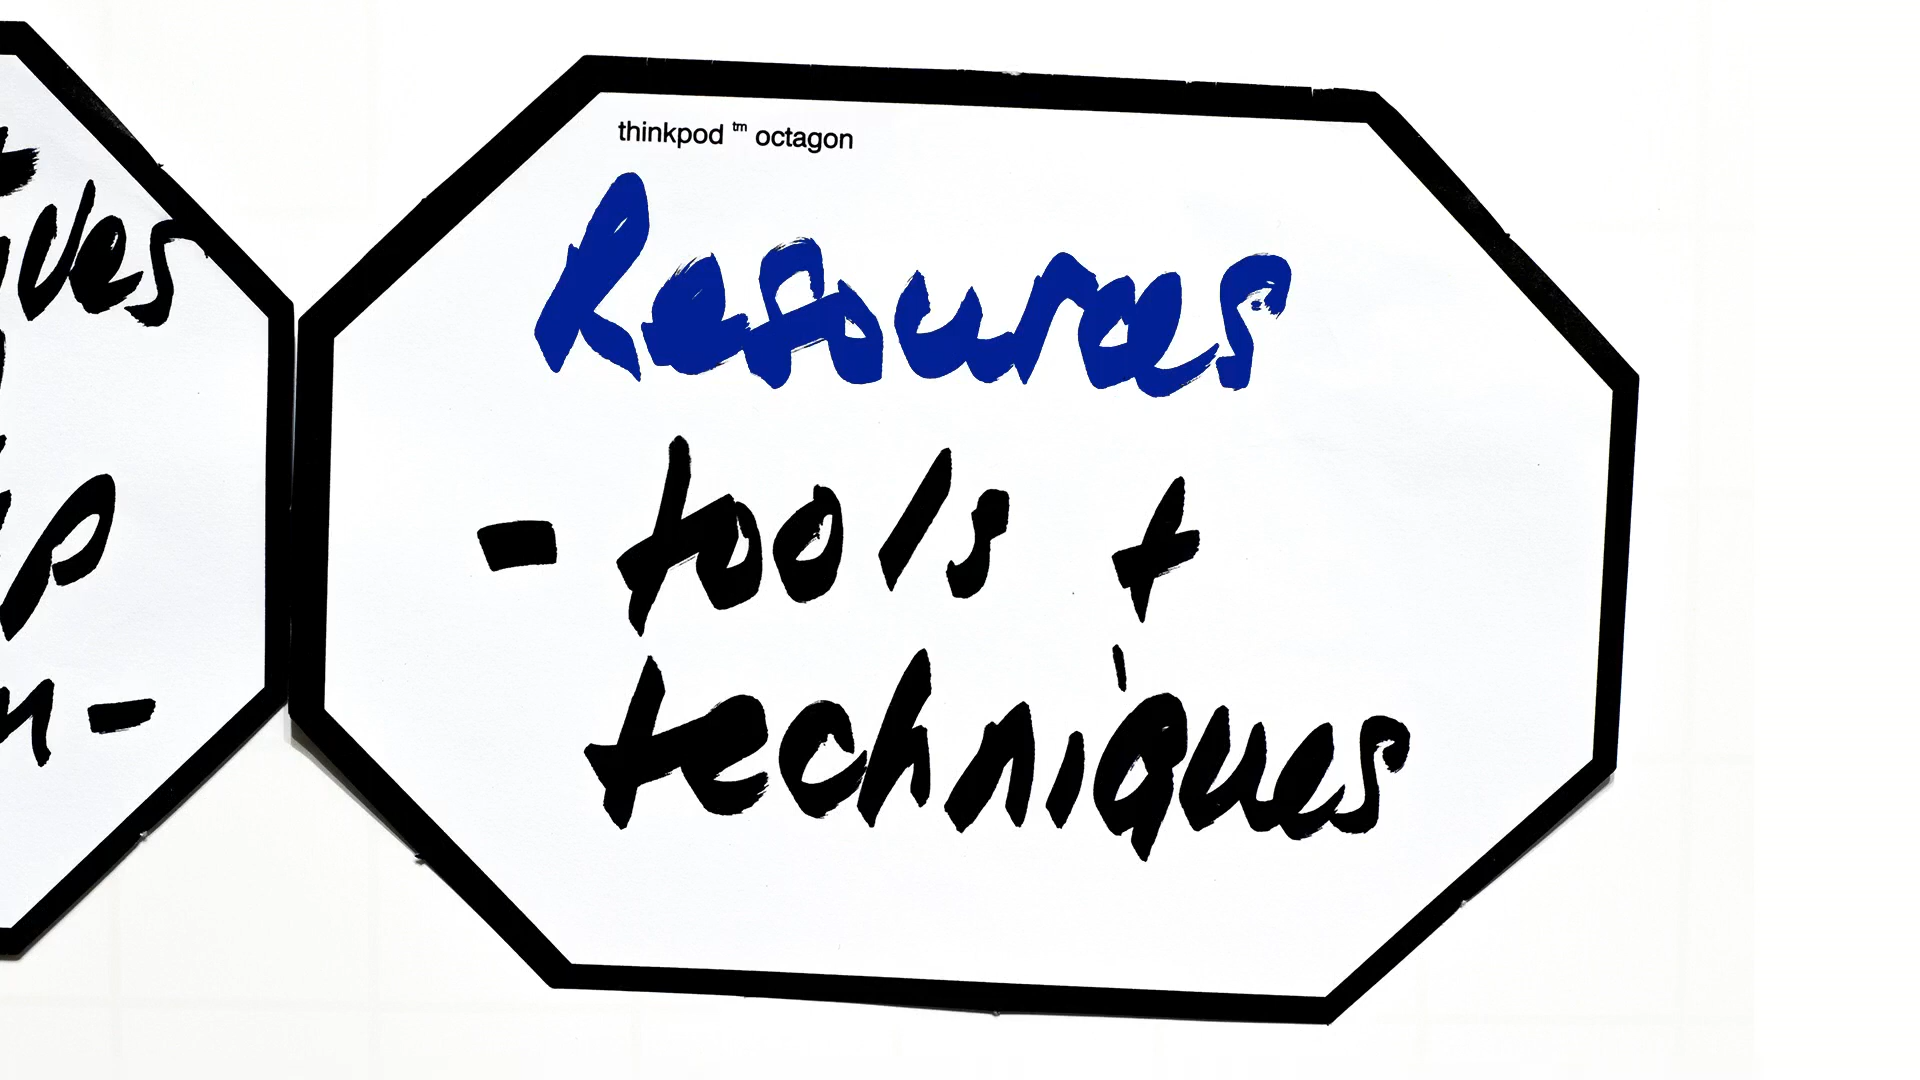 thinkpod ™ octagon
Resources
- tools +
techniques